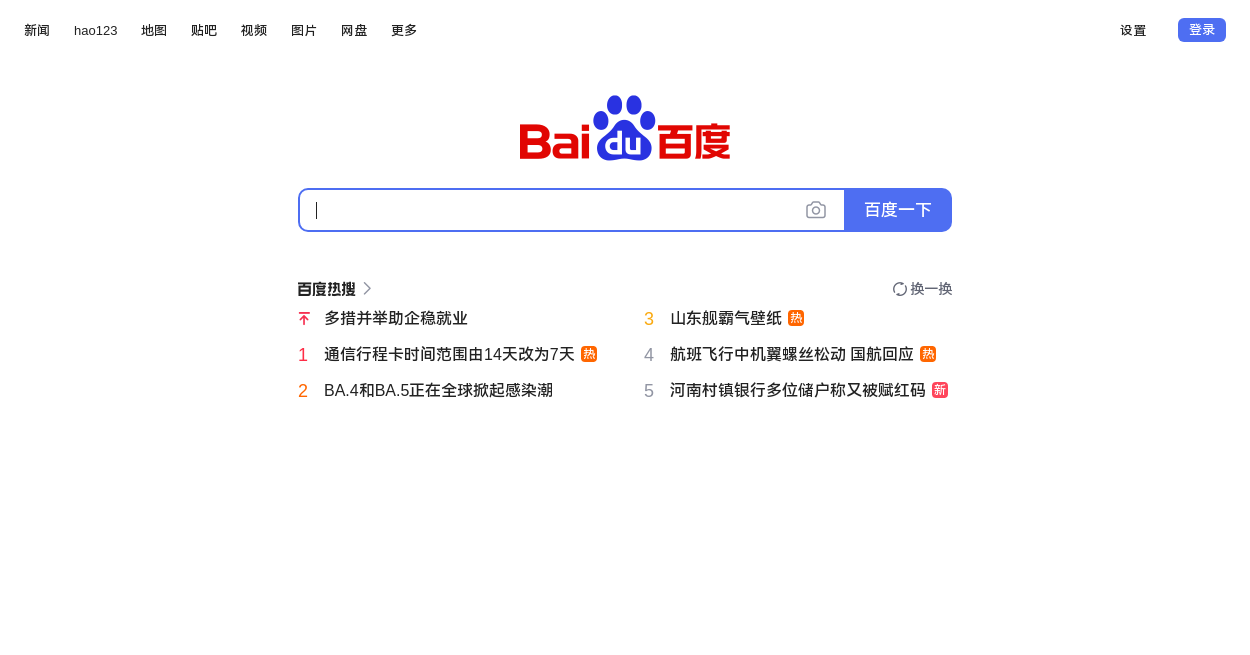 新闻 hao123 地图 贴吧 视频 图片 网盘 更多 设置 登录
Bai du 百度
百度一下
百度热搜 换一换
多措并举助企稳就业
3 山东舰霸气壁纸 热
1 通信行程卡时间范围由14天改为7天 热
4 航班飞行中机翼螺丝松动 国航回应 热
2 BA.4和BA.5正在全球掀起感染潮
5 河南村镇银行多位储户称又被赋红码 新